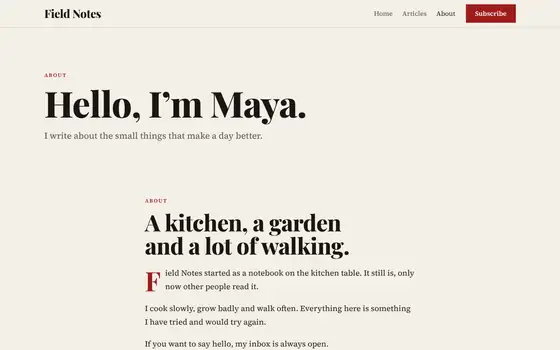 Field Notes
Home Articles About Subscribe
ABOUT
Hello, I’m Maya.
I write about the small things that make a day better.
ABOUT
A kitchen, a garden
and a lot of walking.
Field Notes started as a notebook on the kitchen table. It still is, only
now other people read it.
I cook slowly, grow badly and walk often. Everything here is something
I have tried and would try again.
If you want to say hello, my inbox is always open.